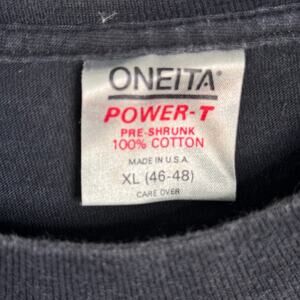 ONEITA®
POWER-T
PRE-SHRUNK
100% COTTON
MADE IN U.S.A.
XL (46-48)
CARE OVER